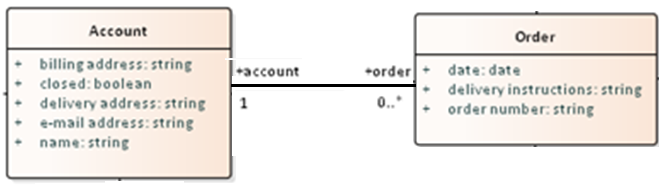 Account
+ billing address: string
+ closed: boolean
+ delivery address: string
+ e-mail address: string
+ name: string
+account
1
+order
0..*
Order
+ date: date
+ delivery instructions: string
+ order number: string